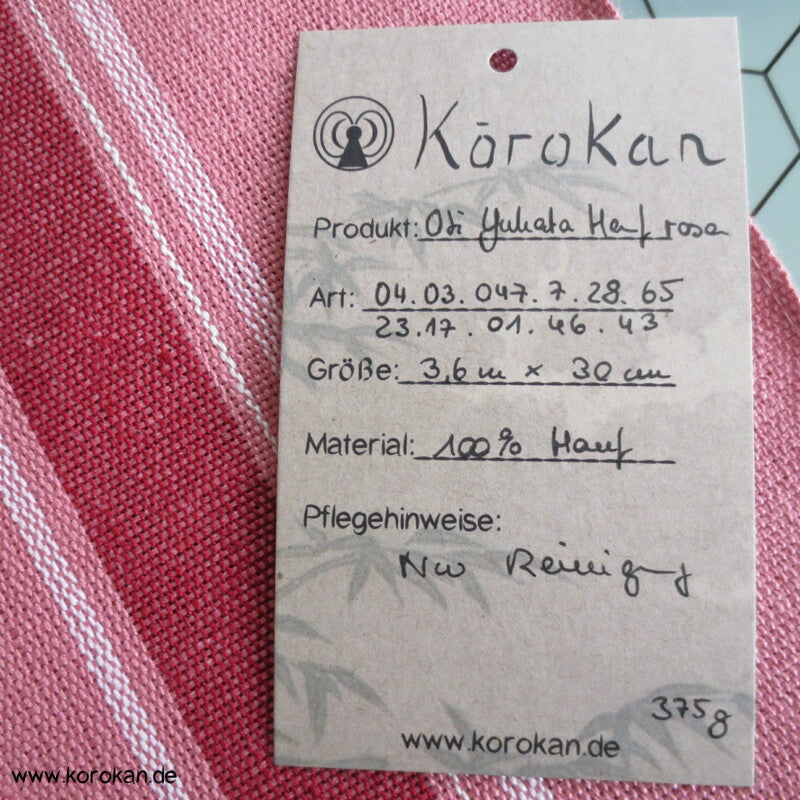 Kōrokan
Produkt: Obi Yukata Hanf rosa
Art: 04.03.047.7.28.65
23.17.01.46.43
Größe: 3,6 m x 30 cm
Material: 100% Hanf
Pflegehinweise:
Nur Reinigung
375g
www.korokan.de
www.korokan.de